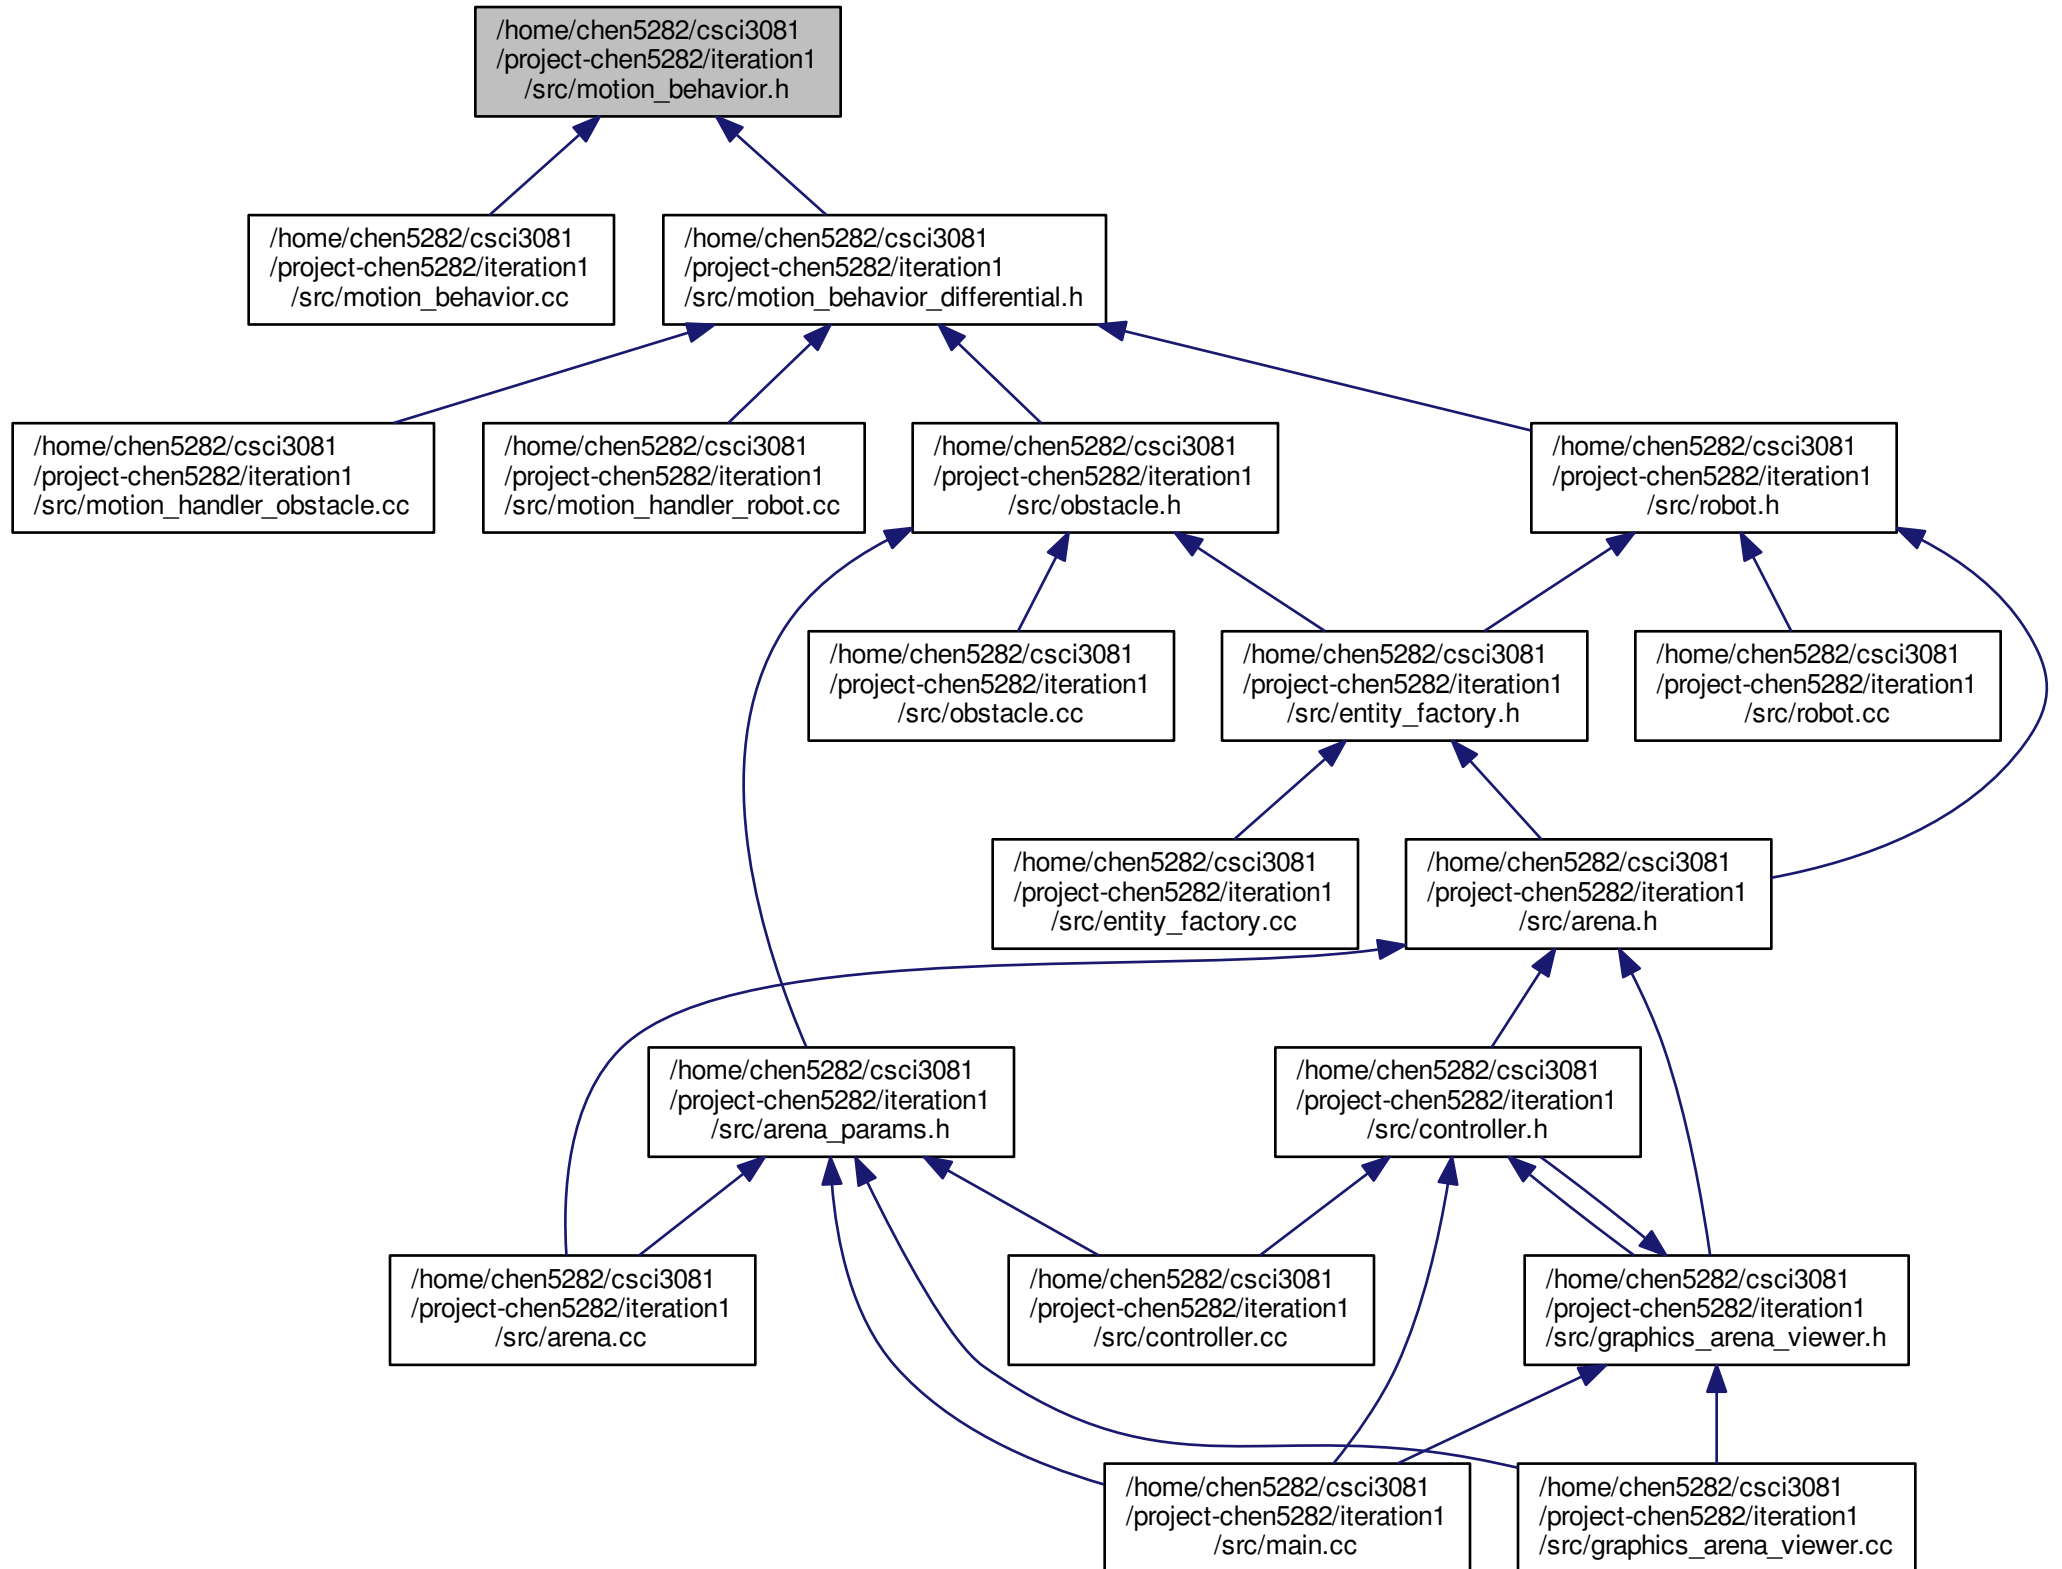 /home/chen5282/csci3081
/project-chen5282/iteration1
/src/motion_behavior.h
/home/chen5282/csci3081
/project-chen5282/iteration1
/src/motion_behavior.cc
/home/chen5282/csci3081
/project-chen5282/iteration1
/src/motion_behavior_differential.h
/home/chen5282/csci3081
/project-chen5282/iteration1
/src/motion_handler_obstacle.cc
/home/chen5282/csci3081
/project-chen5282/iteration1
/src/motion_handler_robot.cc
/home/chen5282/csci3081
/project-chen5282/iteration1
/src/obstacle.h
/home/chen5282/csci3081
/project-chen5282/iteration1
/src/robot.h
/home/chen5282/csci3081
/project-chen5282/iteration1
/src/obstacle.cc
/home/chen5282/csci3081
/project-chen5282/iteration1
/src/entity_factory.h
/home/chen5282/csci3081
/project-chen5282/iteration1
/src/robot.cc
/home/chen5282/csci3081
/project-chen5282/iteration1
/src/entity_factory.cc
/home/chen5282/csci3081
/project-chen5282/iteration1
/src/arena.h
/home/chen5282/csci3081
/project-chen5282/iteration1
/src/arena_params.h
/home/chen5282/csci3081
/project-chen5282/iteration1
/src/controller.h
/home/chen5282/csci3081
/project-chen5282/iteration1
/src/arena.cc
/home/chen5282/csci3081
/project-chen5282/iteration1
/src/controller.cc
/home/chen5282/csci3081
/project-chen5282/iteration1
/src/graphics_arena_viewer.h
/home/chen5282/csci3081
/project-chen5282/iteration1
/src/main.cc
/home/chen5282/csci3081
/project-chen5282/iteration1
/src/graphics_arena_viewer.cc